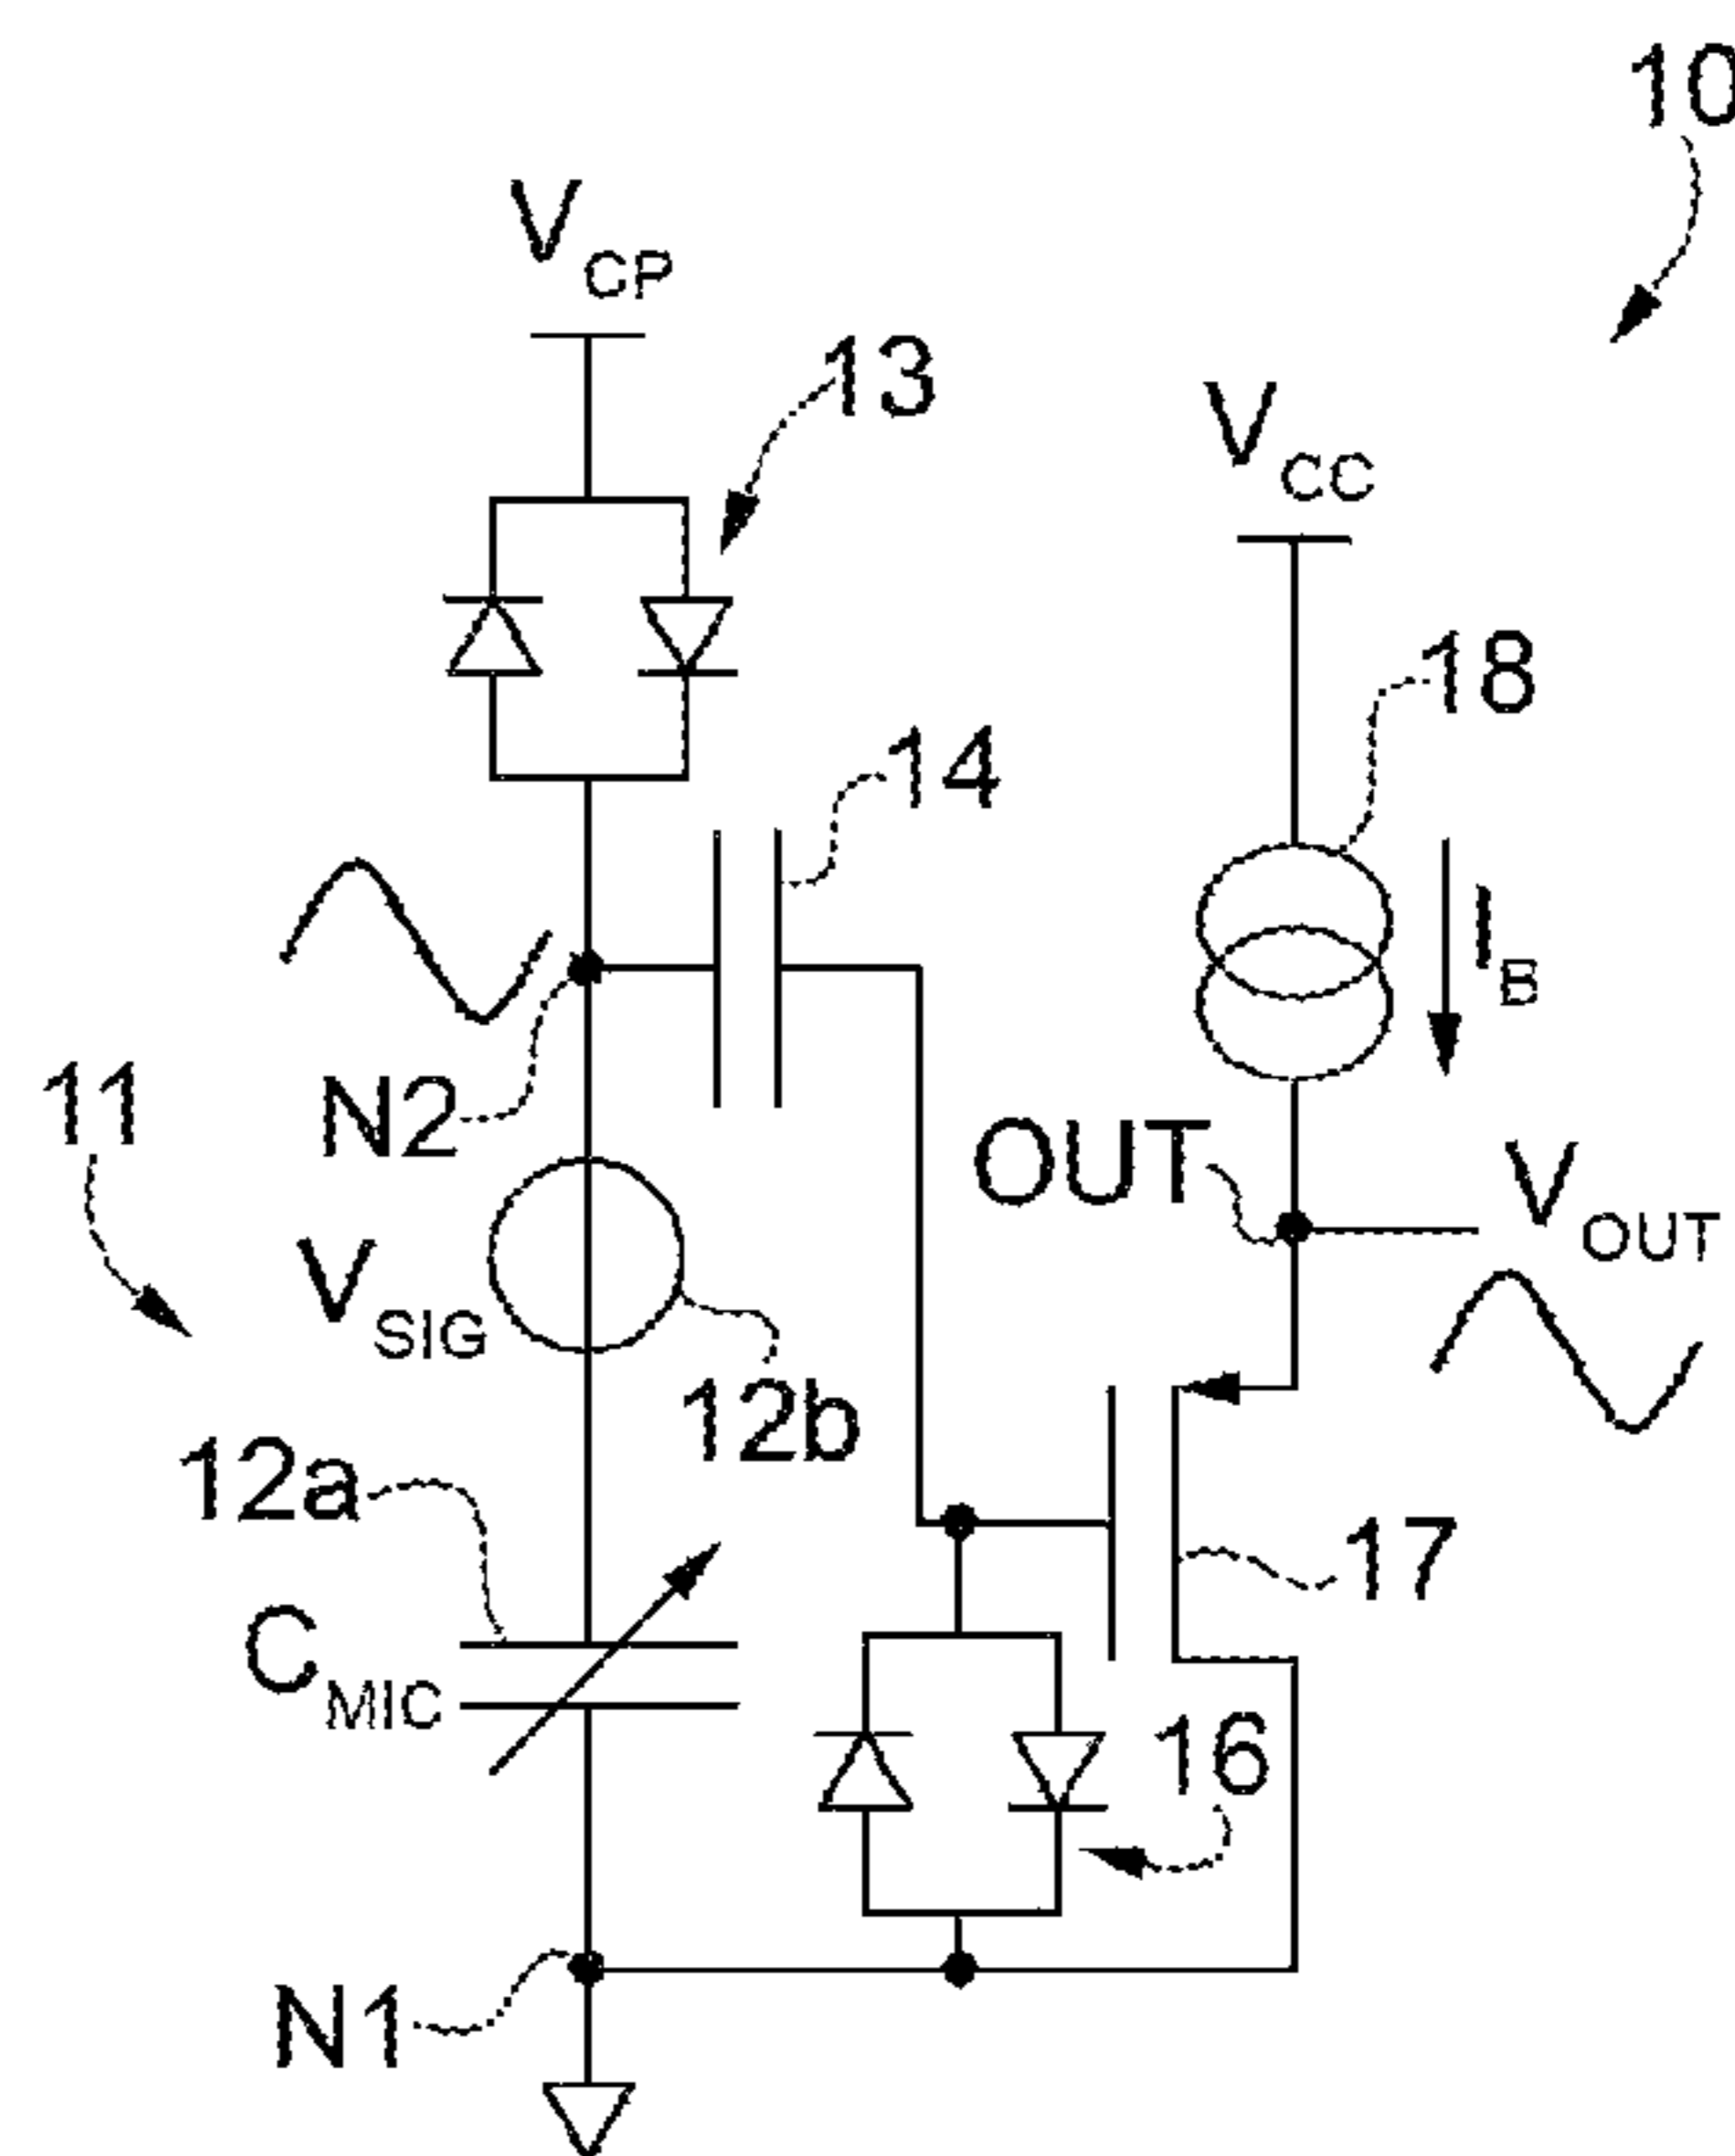 10
V_CP
13
V_CC
18
14
I_B
11
N2
OUT
V_OUT
V_SIG
12b
12a
17
C_MIC
16
N1